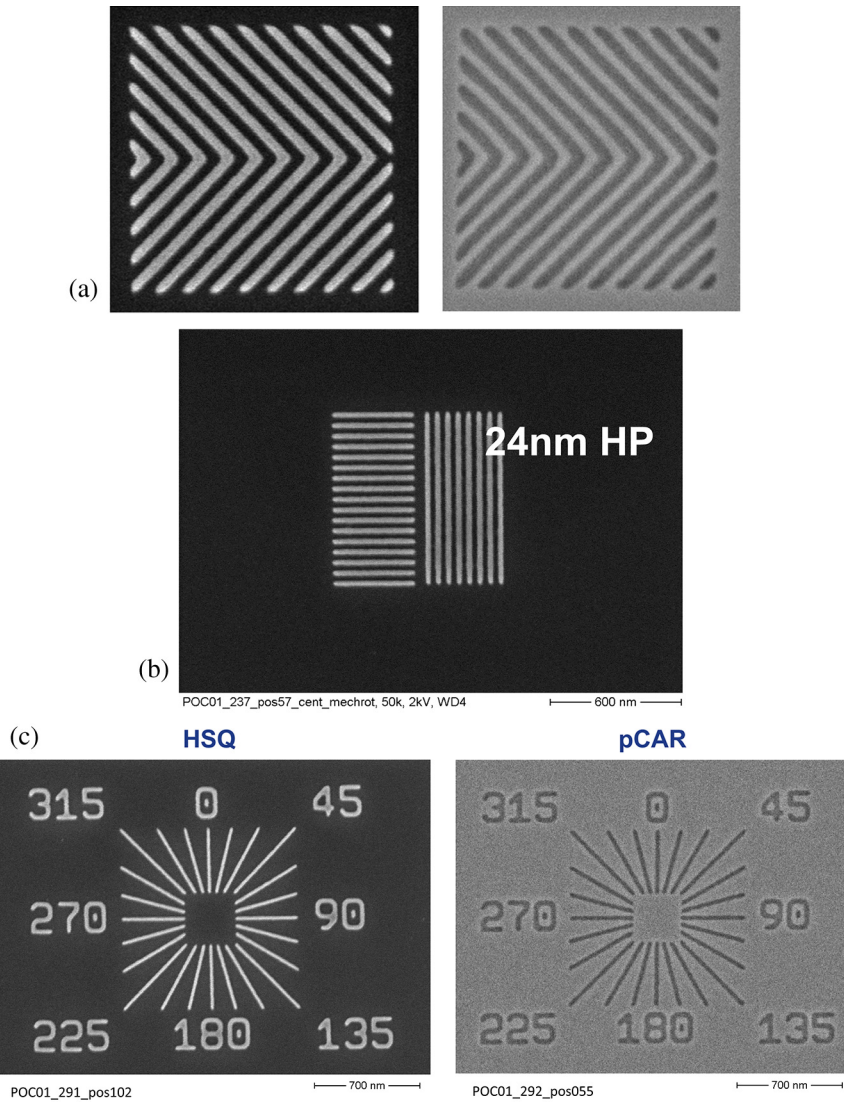 (a)
24nm HP
(b)
POC01_237_pos57_cent_mechrot, 50k, 2kV, WD4
600 nm
(c)
HSQ
pCAR
315 0 45
270 90
225 180 135
315 0 45
270 90
225 180 135
POC01_291_pos102
700 nm
POC01_292_pos055
700 nm